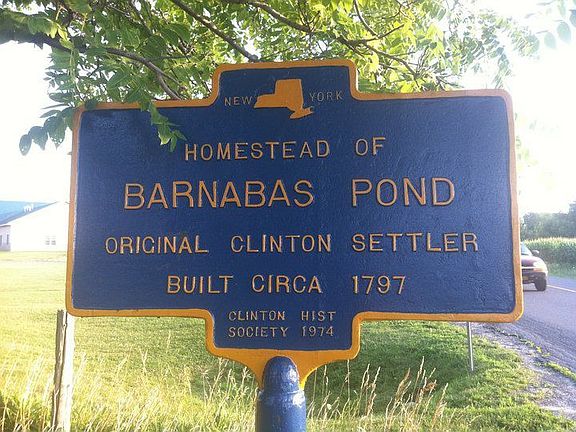 NEW YORK
HOMESTEAD OF
BARNABAS POND
ORIGINAL CLINTON SETTLER
BUILT CIRCA 1797
CLINTON HIST
SOCIETY 1974